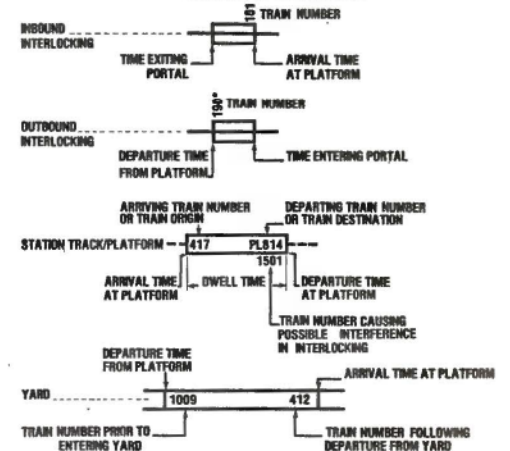 181 TRAIN NUMBER
INBOUND
INTERLOCKING
TIME EXITING
PORTAL
ARRIVAL TIME
AT PLATFORM
190* TRAIN NUMBER
OUTBOUND
INTERLOCKING
DEPARTURE TIME
FROM PLATFORM
TIME ENTERING PORTAL
ARRIVING TRAIN NUMBER
OR TRAIN ORIGIN
DEPARTING TRAIN NUMBER
OR TRAIN DESTINATION
STATION TRACK/PLATFORM
417 PL814
1501
ARRIVAL TIME
AT PLATFORM
DWELL TIME
DEPARTURE TIME
AT PLATFORM
TRAIN NUMBER CAUSING
POSSIBLE INTERFERENCE
IN INTERLOCKING
DEPARTURE TIME
FROM PLATFORM
ARRIVAL TIME AT PLATFORM
YARD
1009 412
TRAIN NUMBER PRIOR TO
ENTERING YARD
TRAIN NUMBER FOLLOWING
DEPARTURE FROM YARD